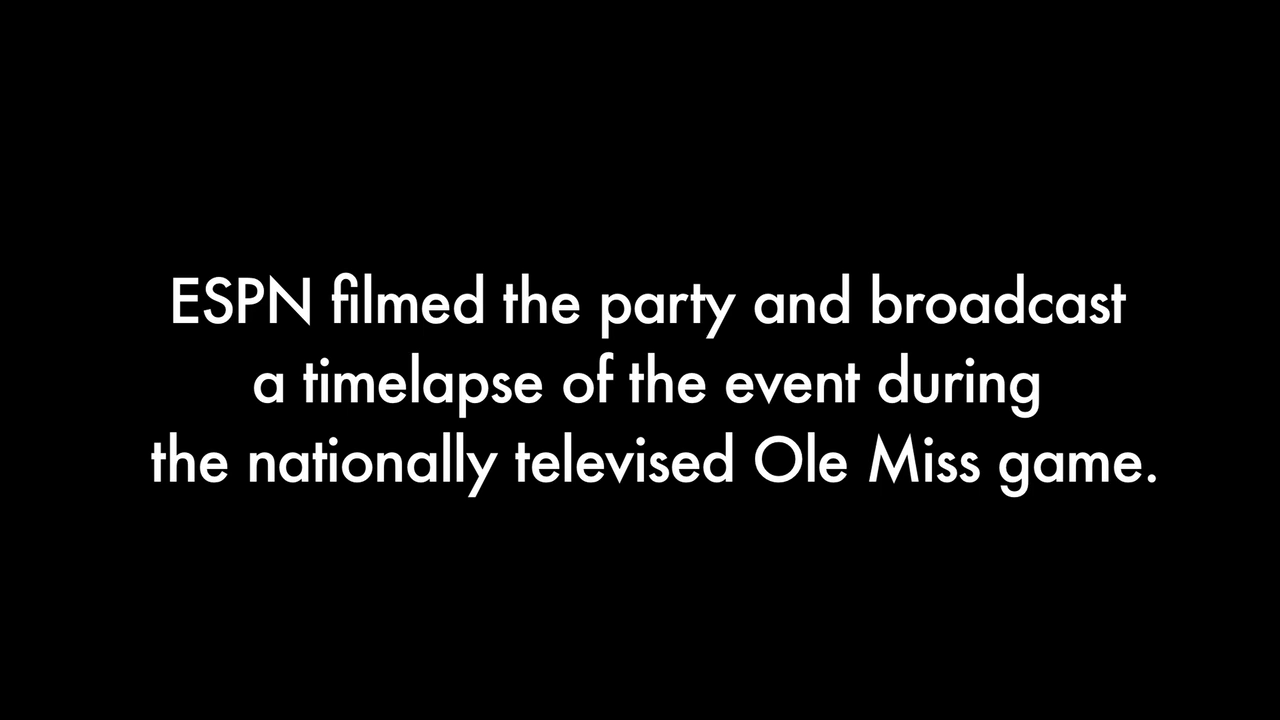 ESPN filmed the party and broadcast
a timelapse of the event during
the nationally televised Ole Miss game.